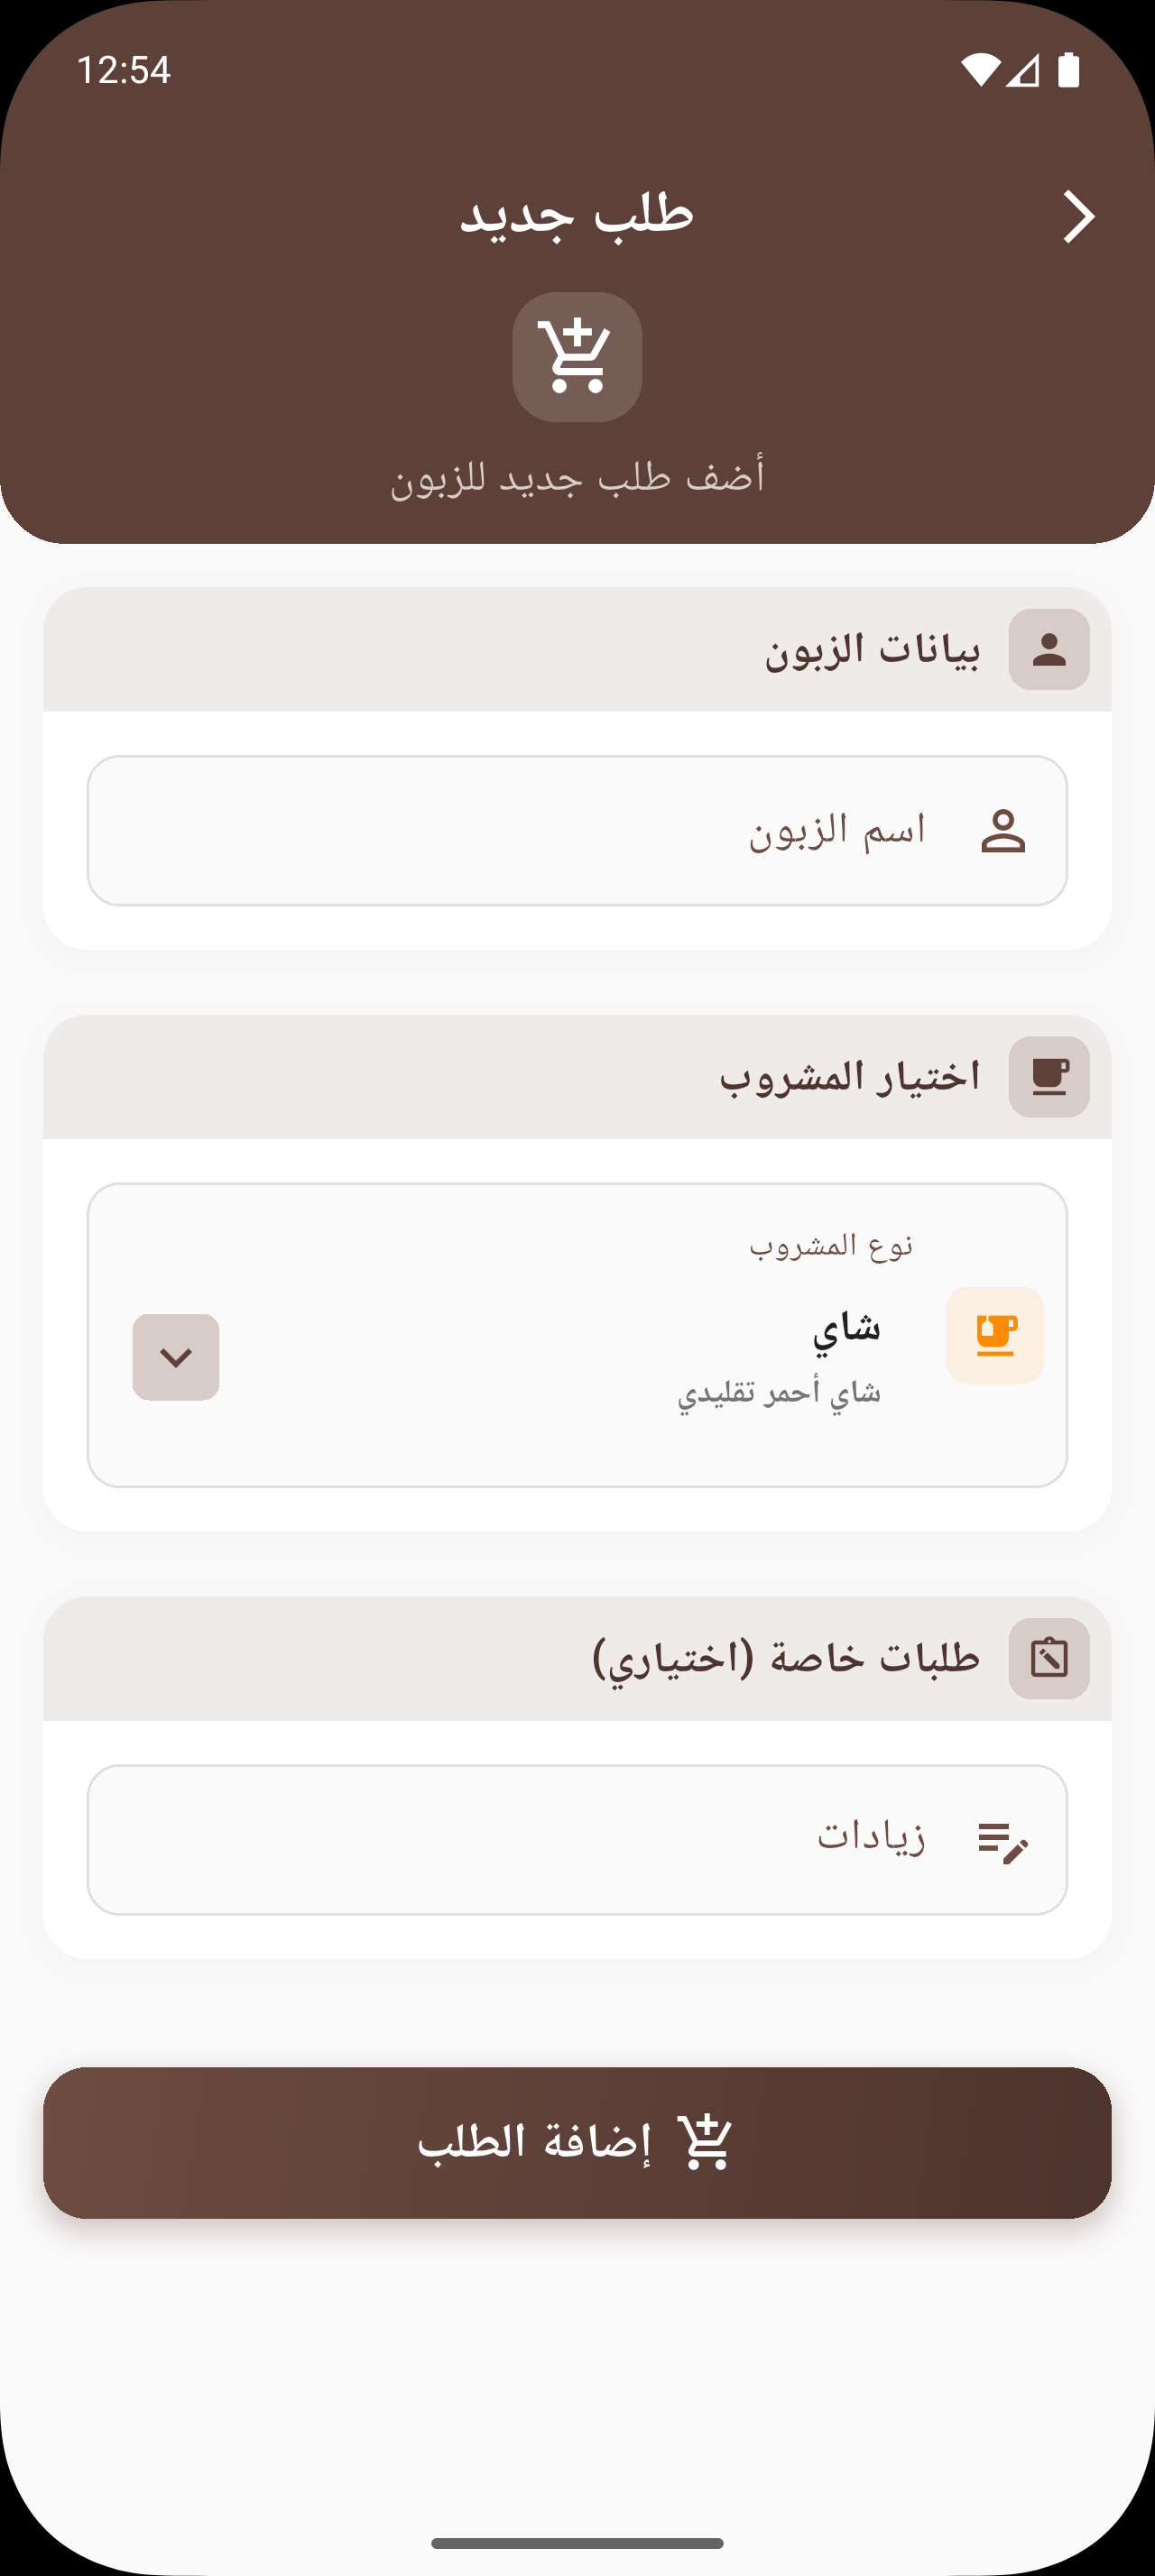 12:54
طلب جديد
أضف طلب جديد للزبون
بيانات الزبون
اسم الزبون
اختيار المشروب
نوع المشروب
شاي
شاي أحمر تقليدي
طلبات خاصة (اختياري)
زيادات
إضافة الطلب